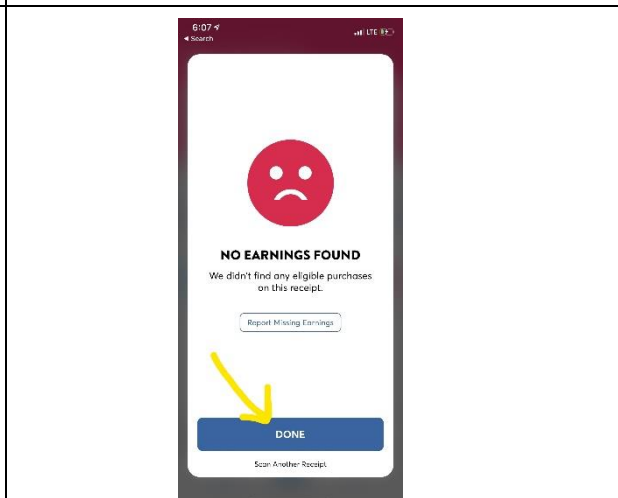 6:07
LTE
◀ Search
NO EARNINGS FOUND
We didn't find any eligible purchases
on this receipt.
Report Missing Earnings
DONE
Scan Another Receipt